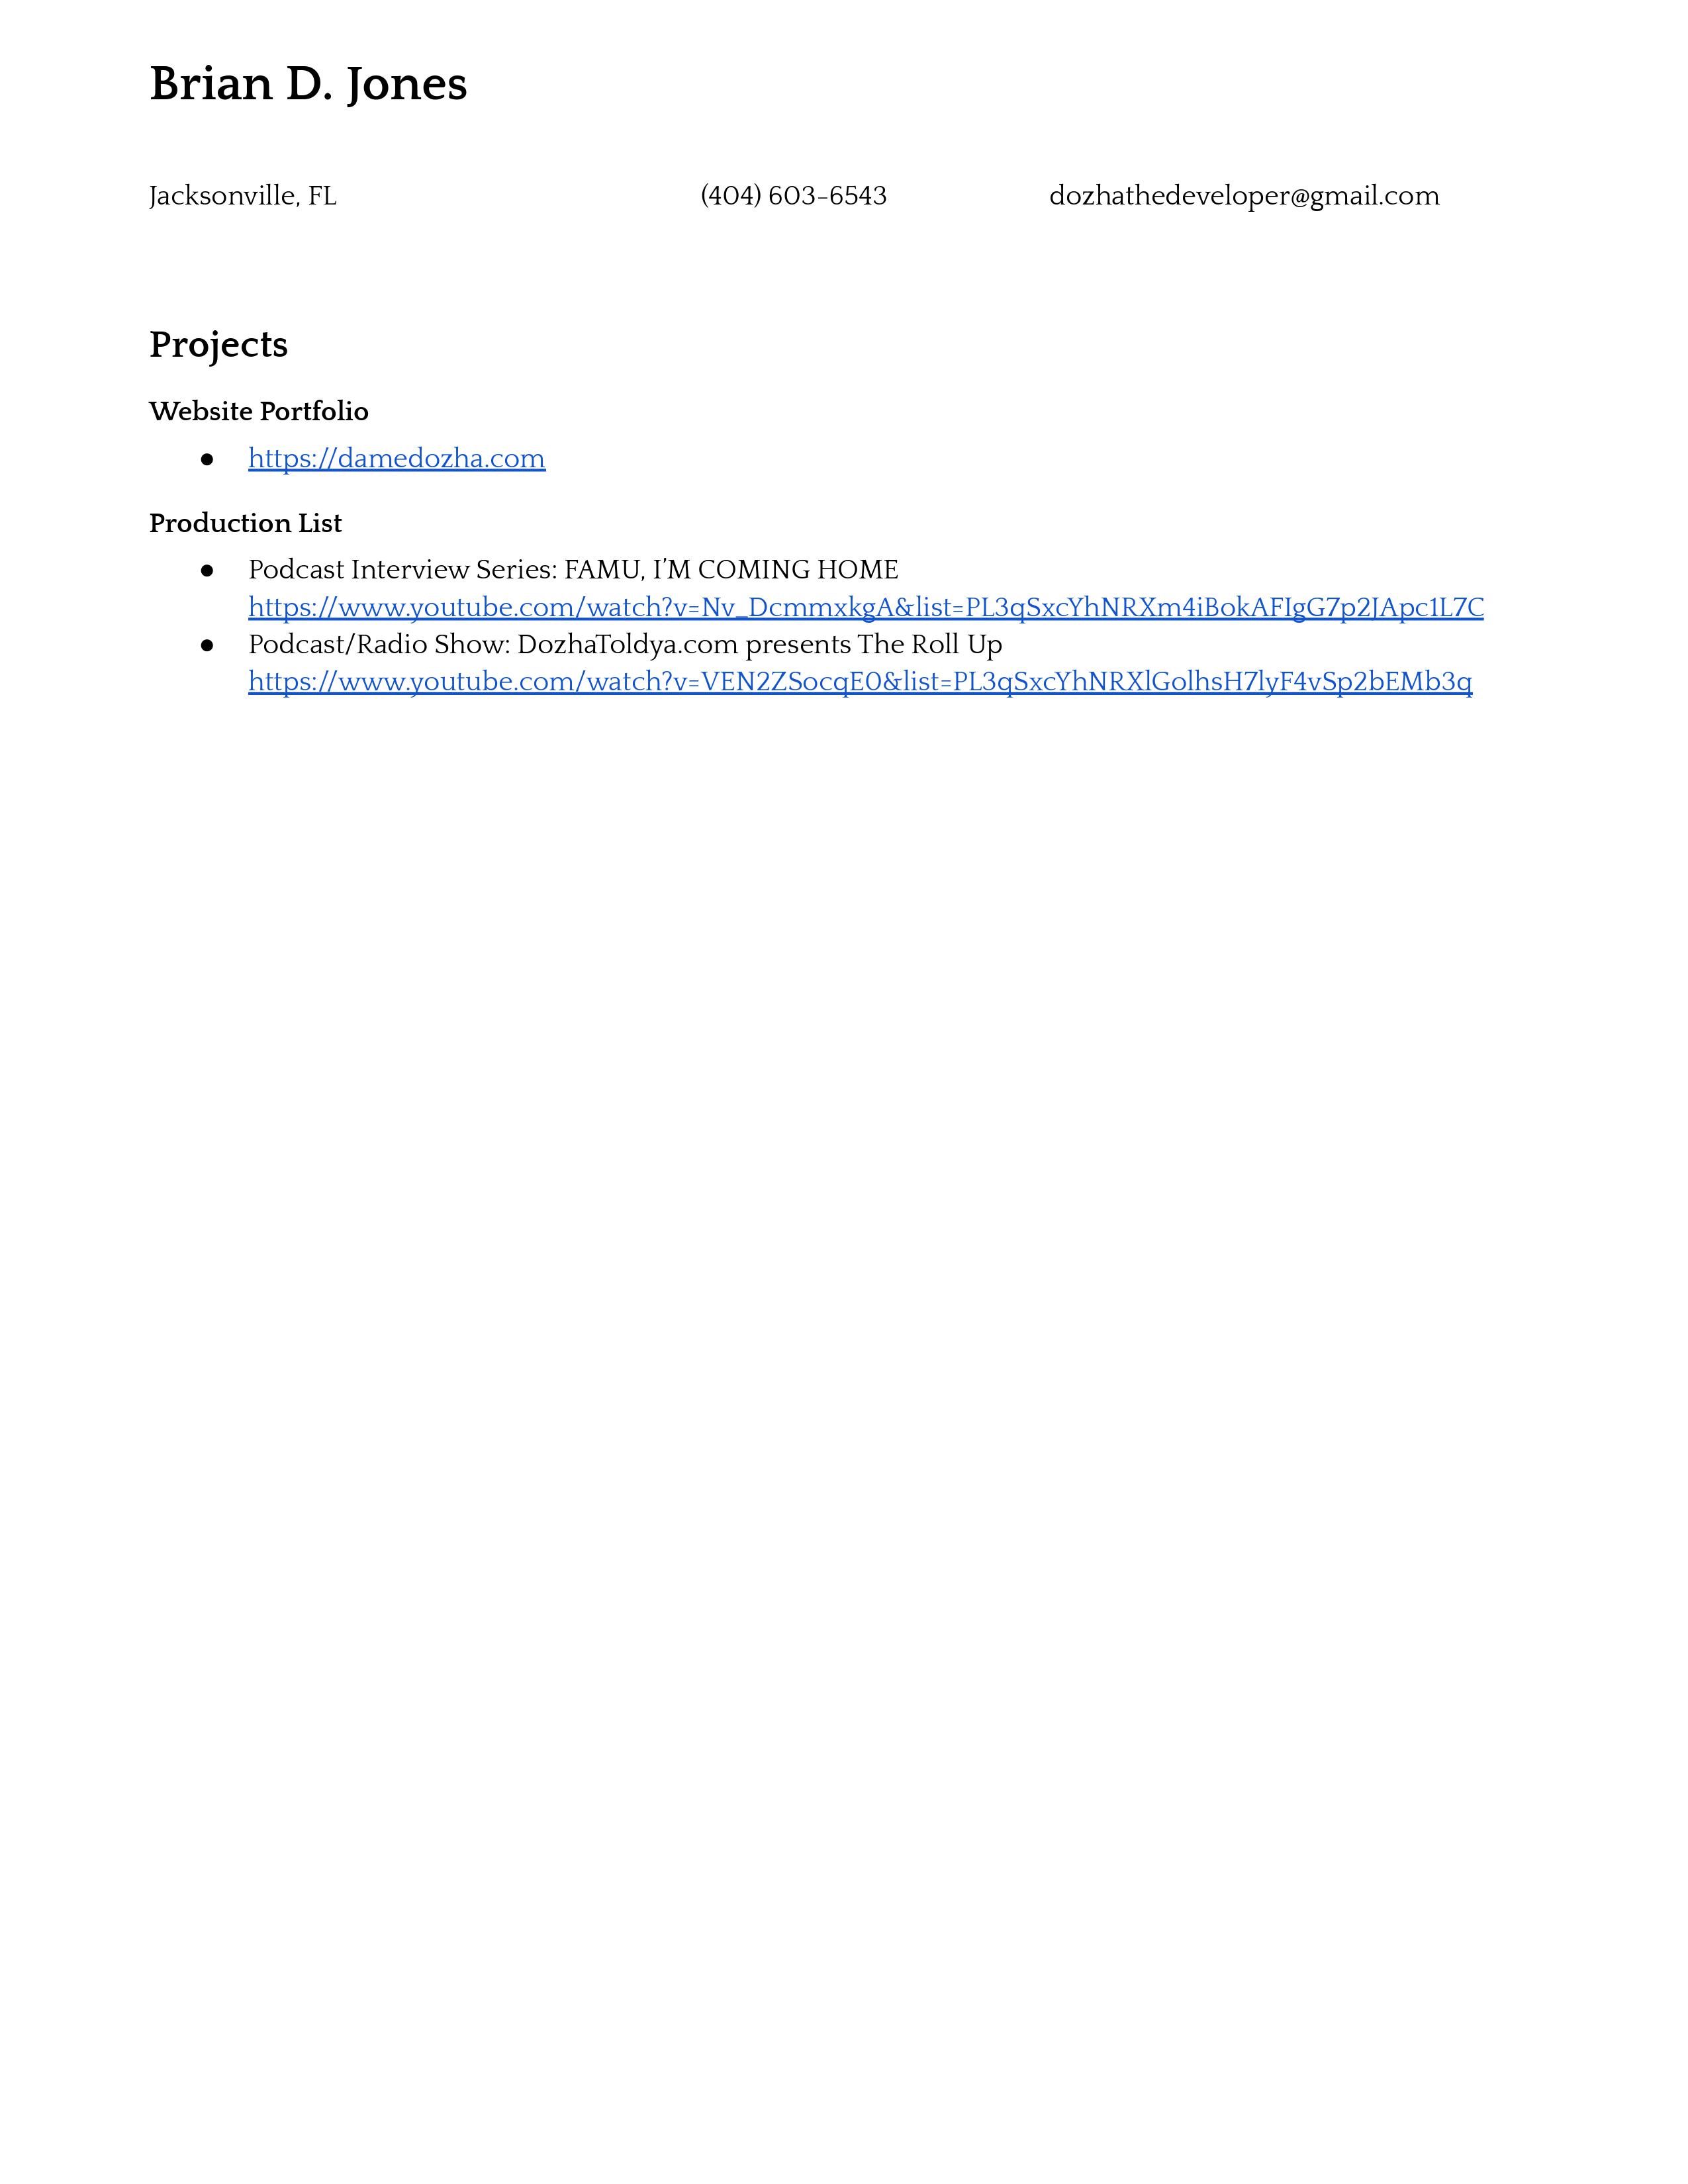 Brian D. Jones
Jacksonville, FL (404) 603-6543 dozhathedeveloper@gmail.com
Projects
Website Portfolio
● https://damedozha.com
Production List
● Podcast Interview Series: FAMU, I’M COMING HOME
https://www.youtube.com/watch?v=Nv_DcmmxkgA&list=PL3qSxcYhNRXm4iBokAFIgG7p2JApc1L7C
● Podcast/Radio Show: DozhaToldya.com presents The Roll Up
https://www.youtube.com/watch?v=VEN2ZSocqE0&list=PL3qSxcYhNRXlGolhsH7lyF4vSp2bEMb3q